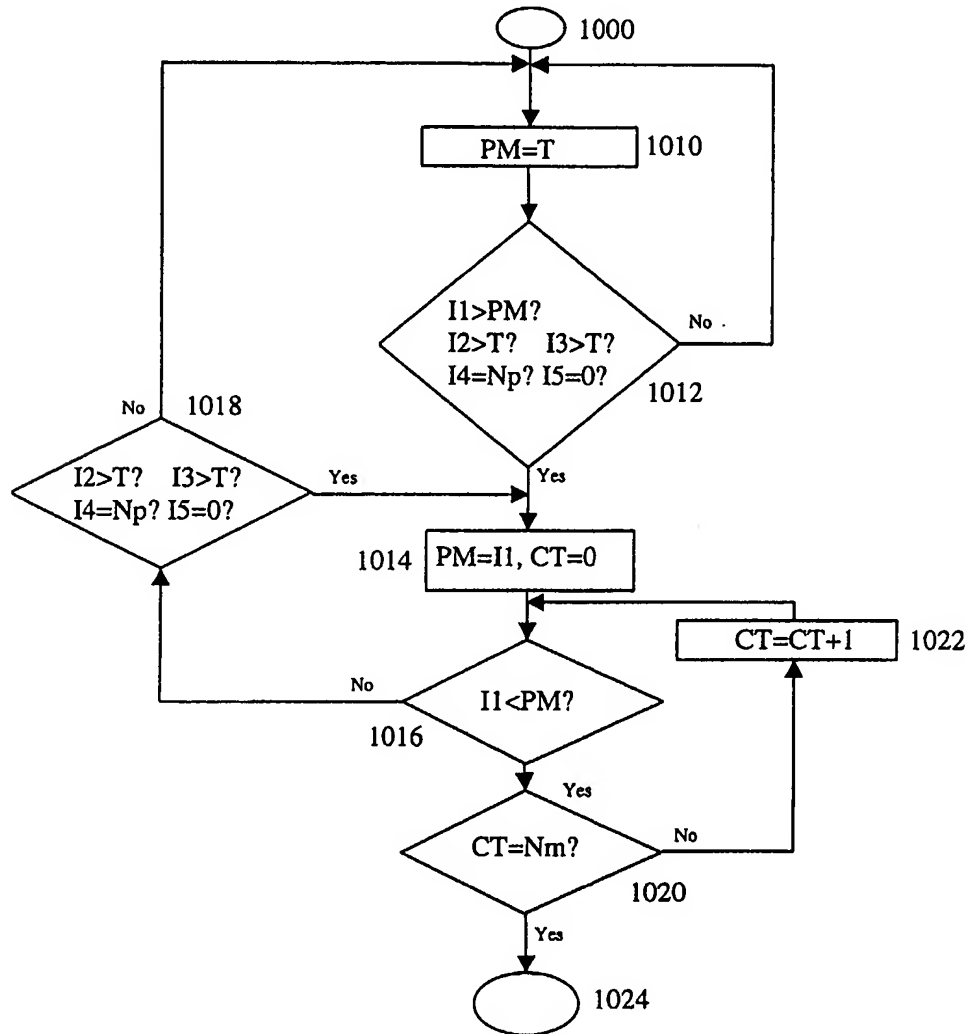 1000
PM=T
1010
I1>PM?
I2>T? I3>T?
I4=Np? I5=0?
No
1012
No
1018
I2>T? I3>T?
I4=Np? I5=0?
Yes
Yes
1014
PM=I1, CT=0
CT=CT+1
1022
No
I1<PM?
1016
Yes
CT=Nm?
No
1020
Yes
1024